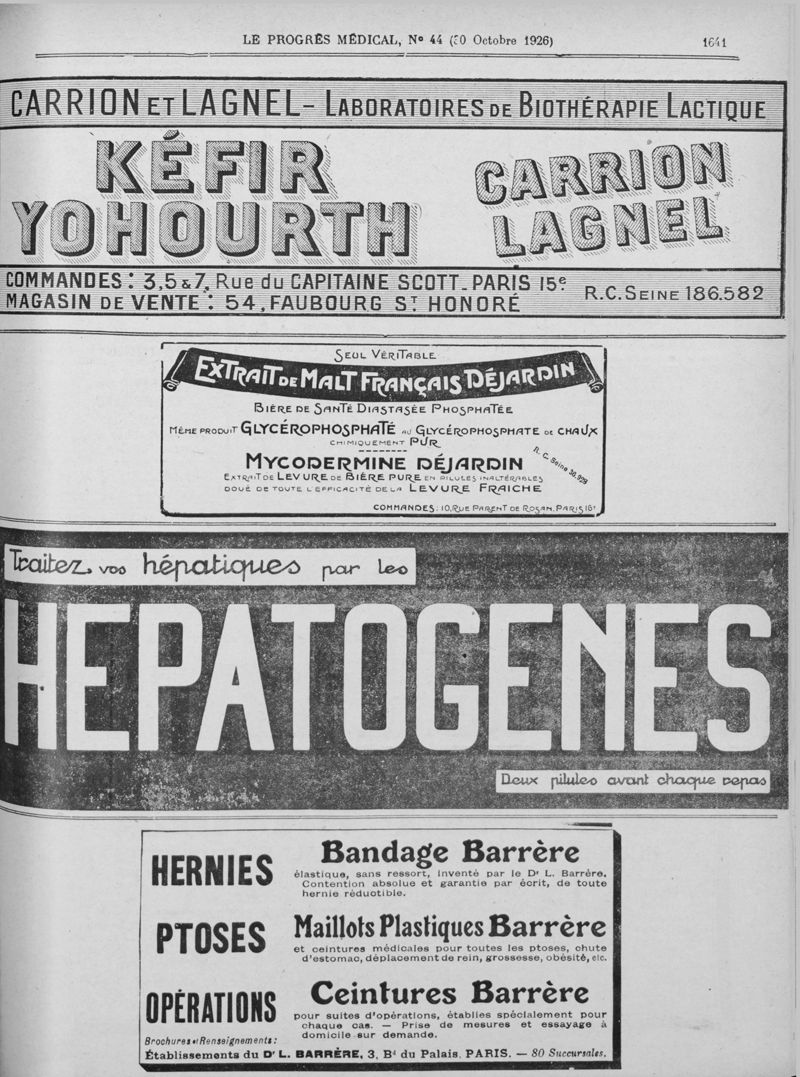 LE PROGRÈS MÉDICAL, No 44 (30 Octobre 1926) 1641
CARRION ET LAGNEL – LABORATOIRES DE BIOTHÉRAPIE LACTIQUE
KÉFIR
YOHOURTH
CARRION
LAGNEL
COMMANDES : 3,5 & 7, Rue du CAPITAINE SCOTT. PARIS 15e
MAGASIN DE VENTE : 54, FAUBOURG ST HONORÉ
R.C. SEINE 186.582
SEUL VÉRITABLE
EXTRAIT DE MALT FRANÇAIS DÉJARDIN
BIÈRE DE SANTÉ DIASTASÉE PHOSPHATÉE
MÊME PRODUIT GLYCÉROPHOSPHATÉ AU GLYCÉROPHOSPHATE DE CHAUX
CHIMIQUEMENT PUR
MYCODERMINE DÉJARDIN
R. C. Seine 36.929
EXTRAIT DE LEVURE DE BIÈRE PURE EN PILULES INALTÉRABLES
DOUÉ DE TOUTE L'EFFICACITÉ DE LA LEVURE FRAICHE
COMMANDES : 10, RUE PARENT DE ROSAN. PARIS 16e
Traitez vos hépatiques par les
HEPATOGENES
Deux pilules avant chaque repas
HERNIES
Bandage Barrère
élastique, sans ressort, inventé par le Dr L. Barrère.
Contention absolue et garantie par écrit, de toute
hernie réductible.
PTOSES
Maillots Plastiques Barrère
et ceintures médicales pour toutes les ptoses, chute
d'estomac, déplacement de rein, grossesse, obésité, etc.
OPÉRATIONS
Ceintures Barrère
pour suites d'opérations, établies spécialement pour
chaque cas. — Prise de mesures et essayage à
domicile sur demande.
Brochures et Renseignements :
Établissements du Dr L. BARRÈRE, 3, Bd du Palais. PARIS. — 80 Succursales.